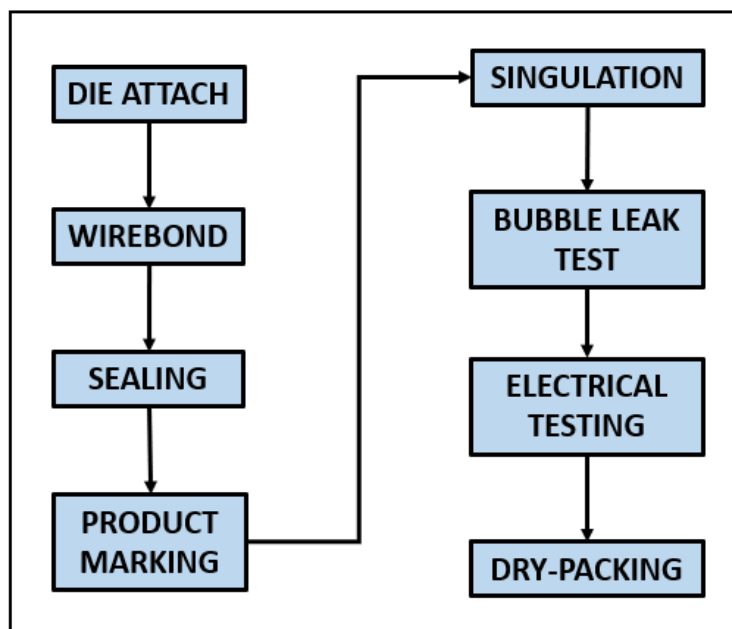 DIE ATTACH
WIREBOND
SEALING
PRODUCT
MARKING
SINGULATION
BUBBLE LEAK
TEST
ELECTRICAL
TESTING
DRY-PACKING